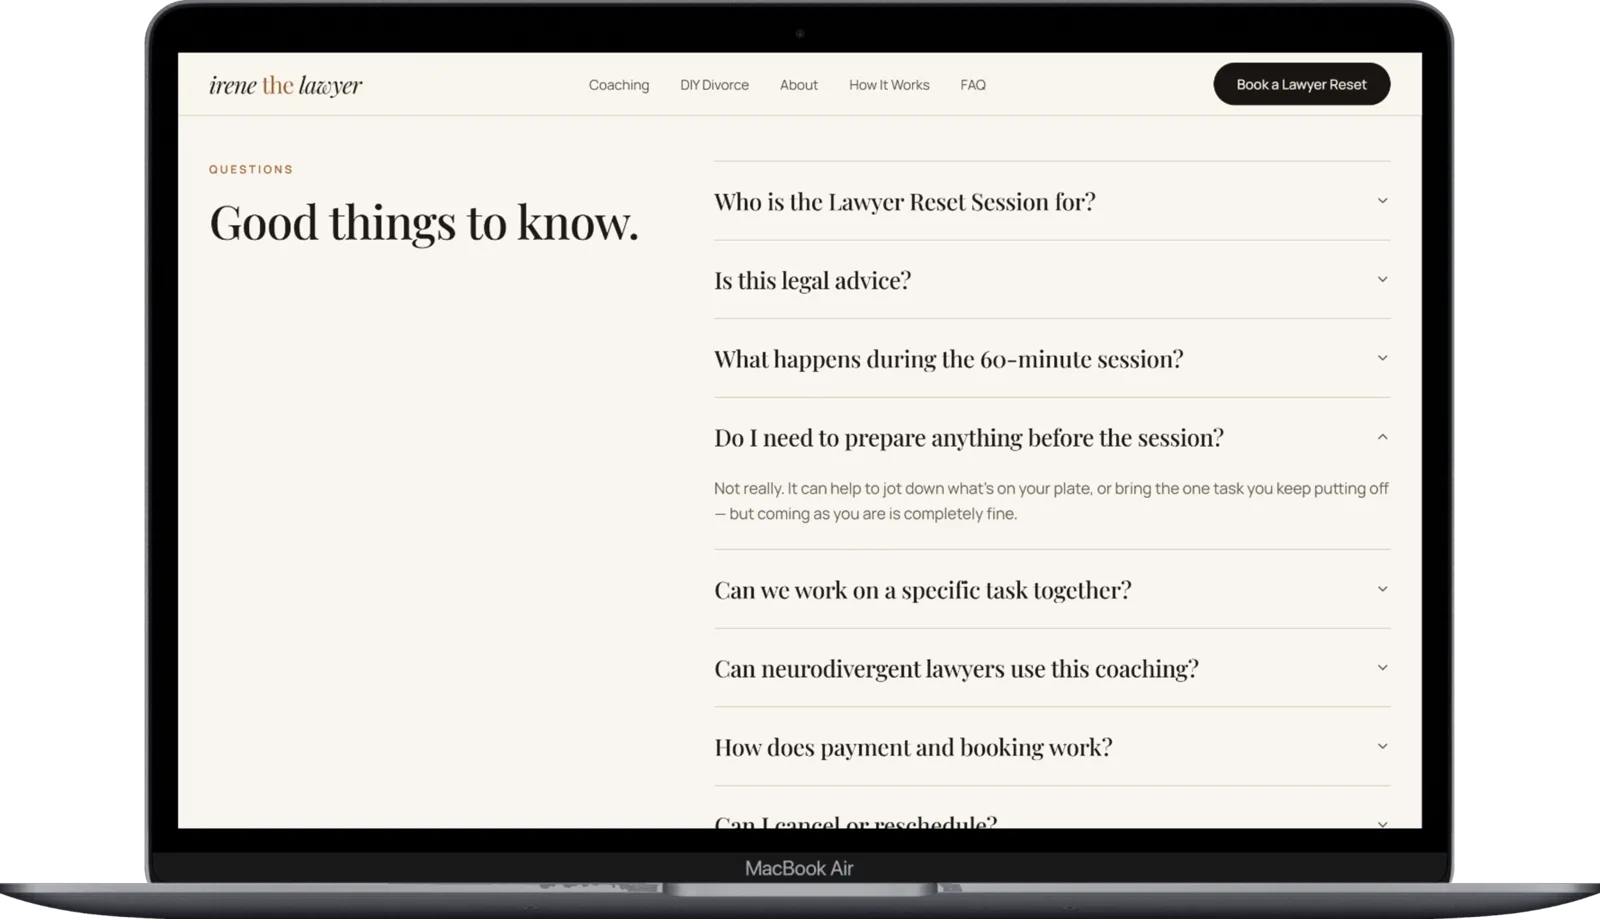 irene the lawyer
Coaching
DIY Divorce
About
How It Works
FAQ
Book a Lawyer Reset
QUESTIONS
Good things to know.
Who is the Lawyer Reset Session for?
Is this legal advice?
What happens during the 60-minute session?
Do I need to prepare anything before the session?
Not really. It can help to jot down what's on your plate, or bring the one task you keep putting off
— but coming as you are is completely fine.
Can we work on a specific task together?
Can neurodivergent lawyers use this coaching?
How does payment and booking work?
Can I cancel or reschedule?
MacBook Air